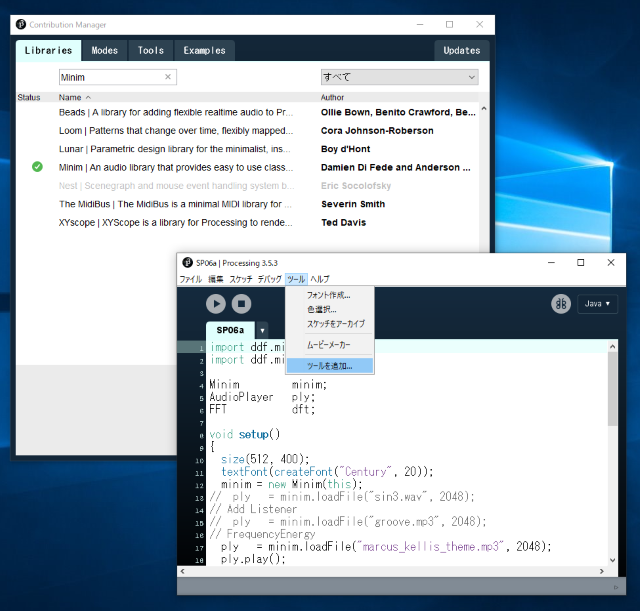 Contribution Manager
Libraries Modes Tools Examples Updates
Minim × すべて
Status Name Author
Beads | A library for adding flexible realtime audio to Pr... Ollie Bown, Benito Crawford, Be...
Loom | Patterns that change over time, flexibly mapped... Cora Johnson-Roberson
Lunar | Parametric design library for the minimalist, ins... Boy d'Hont
Minim | An audio library that provides easy to use class... Damien Di Fede and Anderson ...
Nest | Scenegraph and mouse event handling system b... Eric Socolofsky
The MidiBus | The MidiBus is a minimal MIDI library for ... Severin Smith
XYscope | XYScope is a library for Processing to rende... Ted Davis
SP06a | Processing 3.5.3
ファイル 編集 スケッチ デバッグ ツール ヘルプ
フォント作成...
色選択...
スケッチをアーカイブ
ムービーメーカー
ツールを追加...
Java ▼
SP06a ▼
1 import ddf.mi
2 import ddf.mi
3
4 Minim minim;
5 AudioPlayer ply;
6 FFT dft;
7
8 void setup()
9 {
10 size(512, 400);
11 textFont(createFont("Century", 20));
12 minim = new Minim(this);
13 // ply = minim.loadFile("sin3.wav", 2048);
14 // Add Listener
15 // ply = minim.loadFile("groove.mp3", 2048);
16 // FrequencyEnergy
17 ply = minim.loadFile("marcus_kellis_theme.mp3", 2048);
18 ply.play();